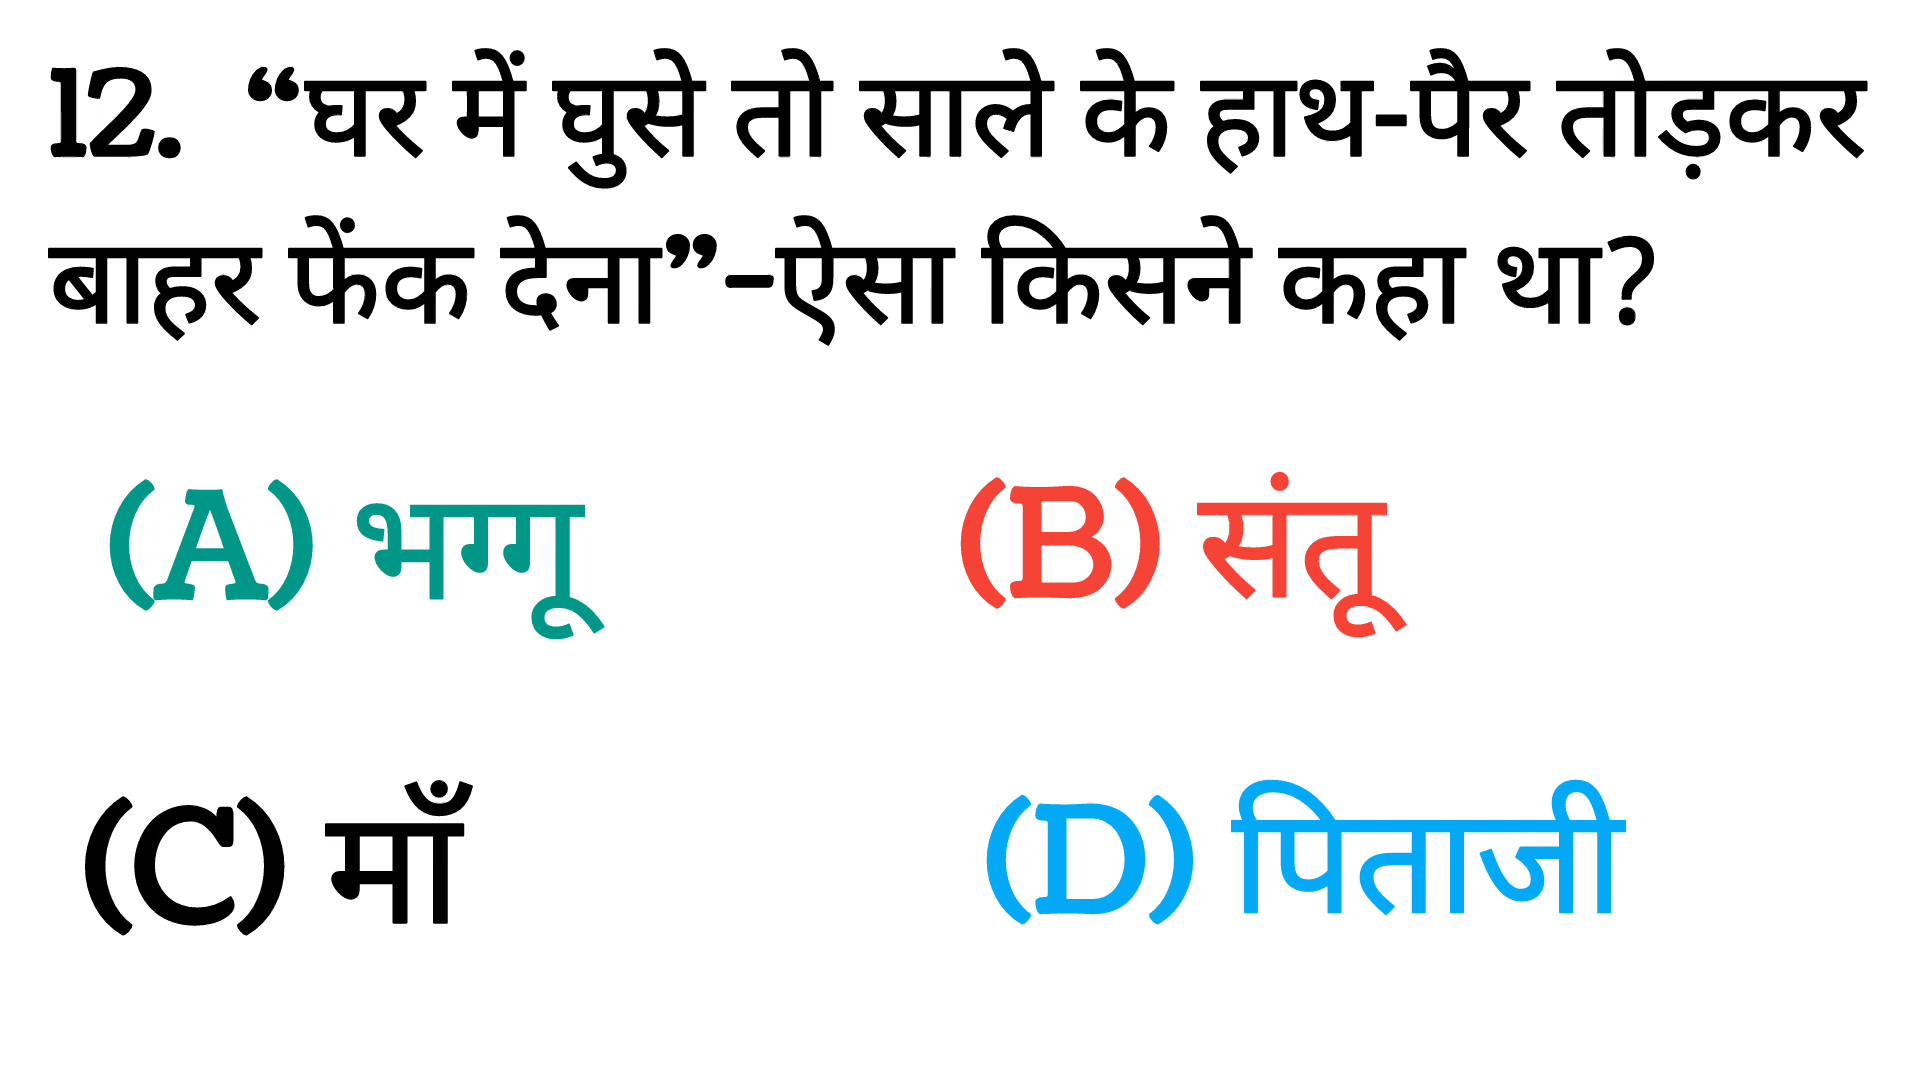 12. “घर में घुसे तो साले के हाथ-पैर तोड़कर
बाहर फेंक देना”–ऐसा किसने कहा था?
(A) भग्गू (B) संतू
(C) माँ (D) पिताजी